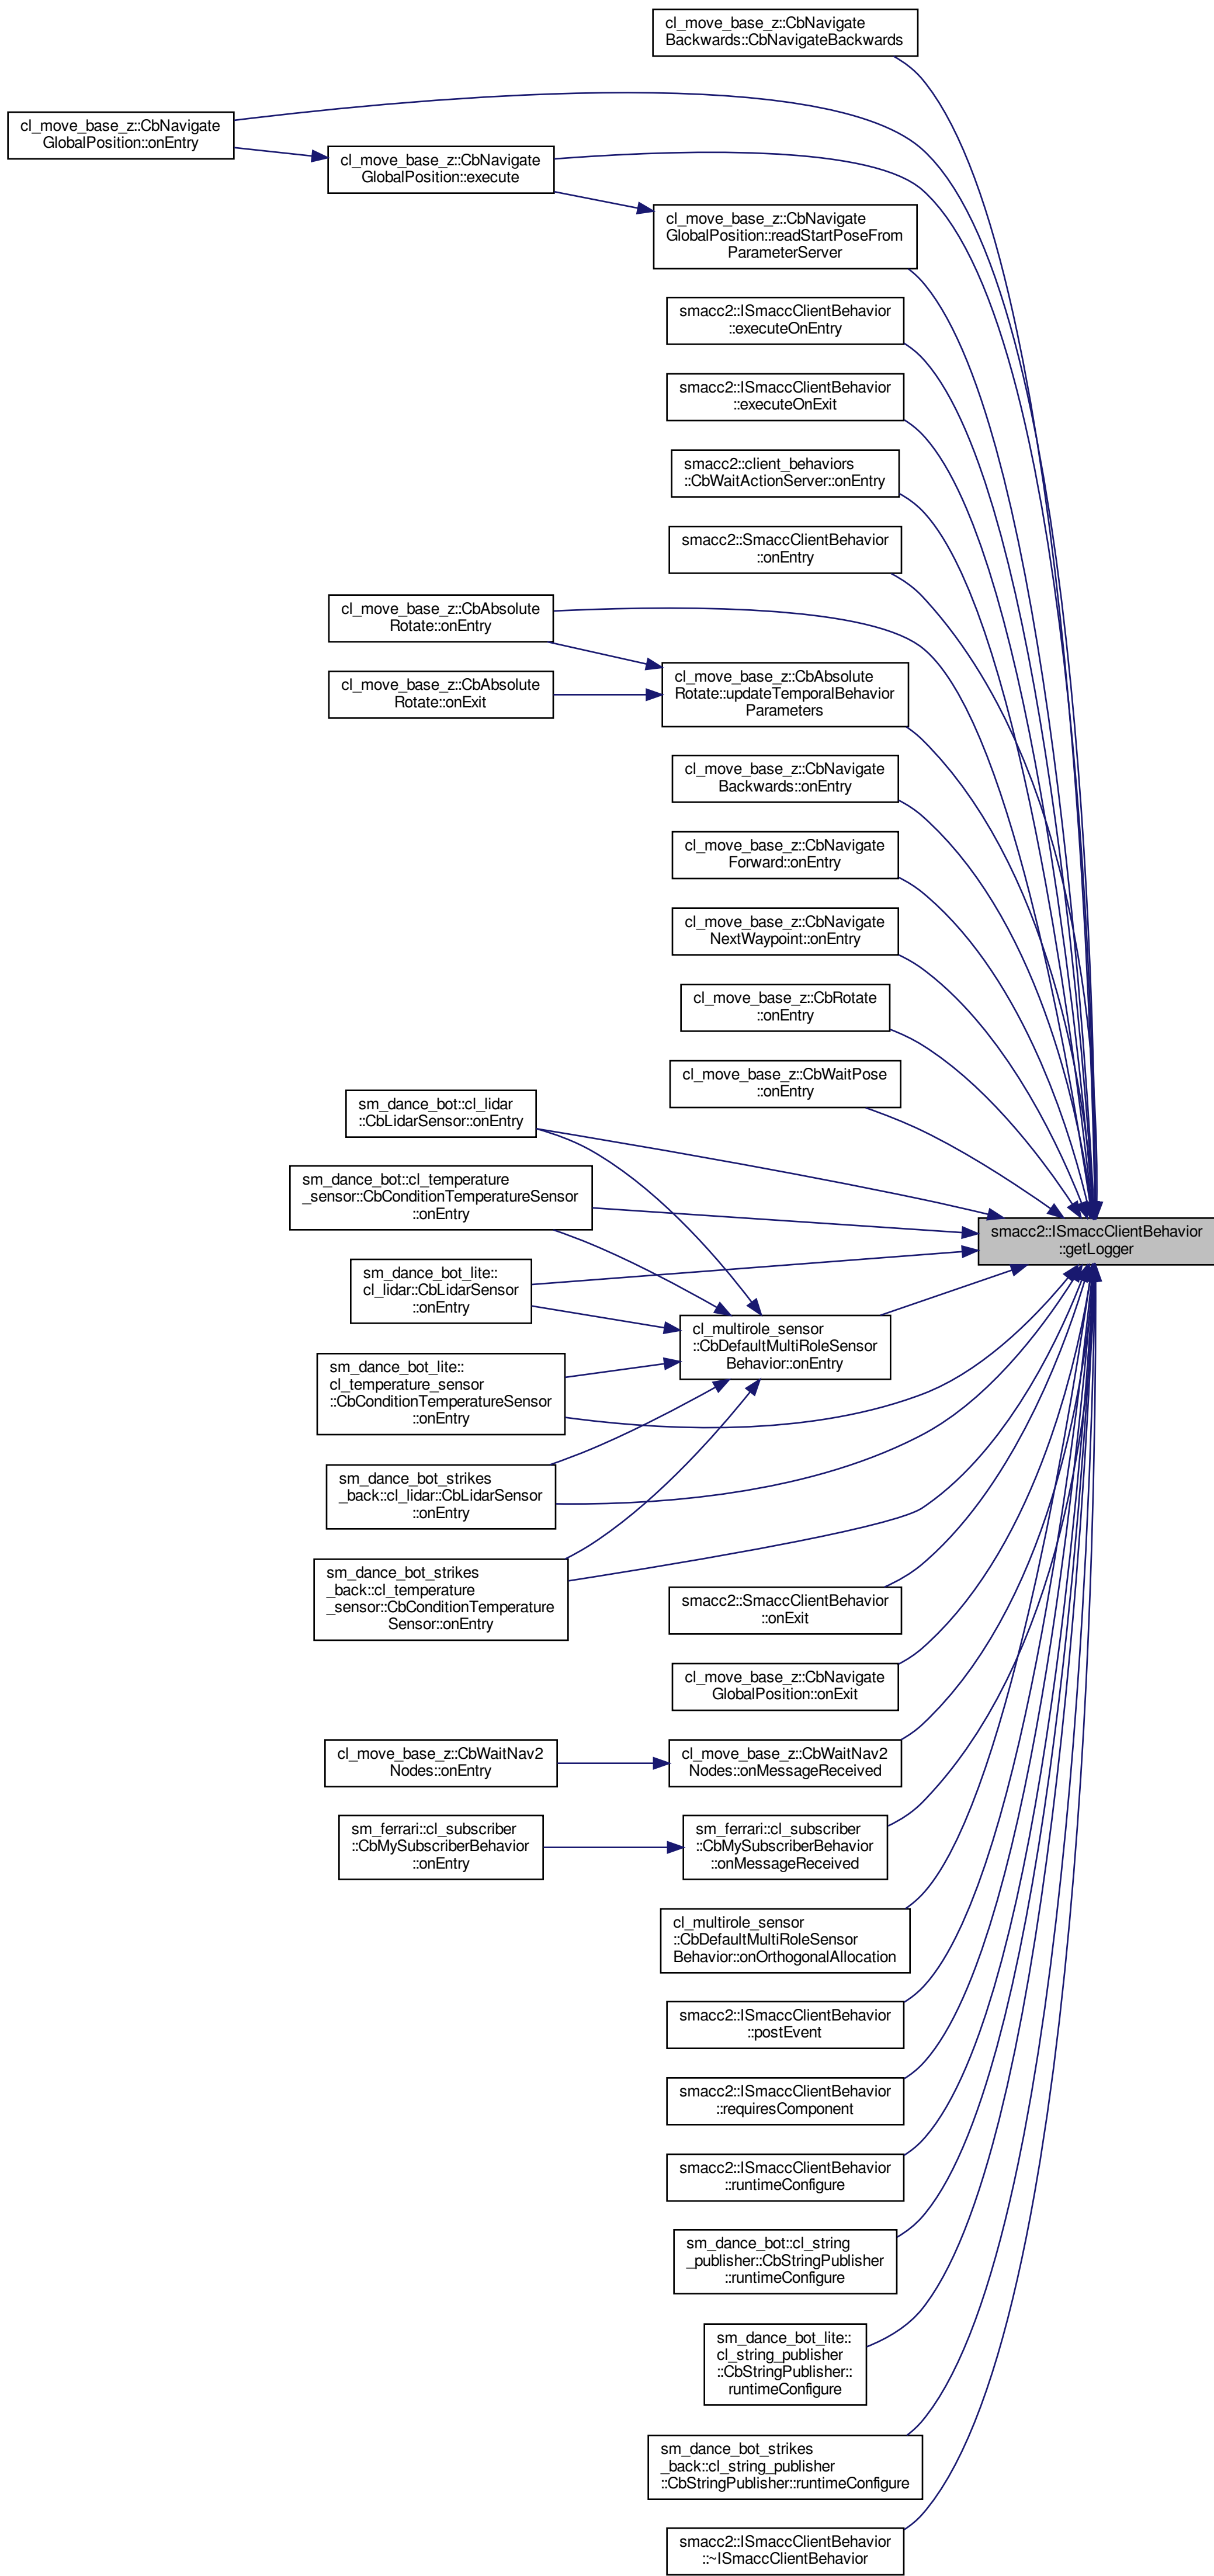 cl_move_base_z::CbNavigate
Backwards::CbNavigateBackwards
cl_move_base_z::CbNavigate
GlobalPosition::onEntry
cl_move_base_z::CbNavigate
GlobalPosition::execute
cl_move_base_z::CbNavigate
GlobalPosition::readStartPoseFrom
ParameterServer
smacc2::ISmaccClientBehavior
::executeOnEntry
smacc2::ISmaccClientBehavior
::executeOnExit
smacc2::client_behaviors
::CbWaitActionServer::onEntry
smacc2::SmaccClientBehavior
::onEntry
cl_move_base_z::CbAbsolute
Rotate::onEntry
cl_move_base_z::CbAbsolute
Rotate::updateTemporalBehavior
Parameters
cl_move_base_z::CbAbsolute
Rotate::onExit
cl_move_base_z::CbNavigate
Backwards::onEntry
cl_move_base_z::CbNavigate
Forward::onEntry
cl_move_base_z::CbNavigate
NextWaypoint::onEntry
cl_move_base_z::CbRotate
::onEntry
cl_move_base_z::CbWaitPose
::onEntry
sm_dance_bot::cl_lidar
::CbLidarSensor::onEntry
sm_dance_bot::cl_temperature
_sensor::CbConditionTemperatureSensor
::onEntry
smacc2::ISmaccClientBehavior
::getLogger
sm_dance_bot_lite::
cl_lidar::CbLidarSensor
::onEntry
cl_multirole_sensor
::CbDefaultMultiRoleSensor
Behavior::onEntry
sm_dance_bot_lite::
cl_temperature_sensor
::CbConditionTemperatureSensor
::onEntry
sm_dance_bot_strikes
_back::cl_lidar::CbLidarSensor
::onEntry
sm_dance_bot_strikes
_back::cl_temperature
_sensor::CbConditionTemperature
Sensor::onEntry
smacc2::SmaccClientBehavior
::onExit
cl_move_base_z::CbNavigate
GlobalPosition::onExit
cl_move_base_z::CbWaitNav2
Nodes::onEntry
cl_move_base_z::CbWaitNav2
Nodes::onMessageReceived
sm_ferrari::cl_subscriber
::CbMySubscriberBehavior
::onEntry
sm_ferrari::cl_subscriber
::CbMySubscriberBehavior
::onMessageReceived
cl_multirole_sensor
::CbDefaultMultiRoleSensor
Behavior::onOrthogonalAllocation
smacc2::ISmaccClientBehavior
::postEvent
smacc2::ISmaccClientBehavior
::requiresComponent
smacc2::ISmaccClientBehavior
::runtimeConfigure
sm_dance_bot::cl_string
_publisher::CbStringPublisher
::runtimeConfigure
sm_dance_bot_lite::
cl_string_publisher
::CbStringPublisher::
runtimeConfigure
sm_dance_bot_strikes
_back::cl_string_publisher
::CbStringPublisher::runtimeConfigure
smacc2::ISmaccClientBehavior
::~ISmaccClientBehavior